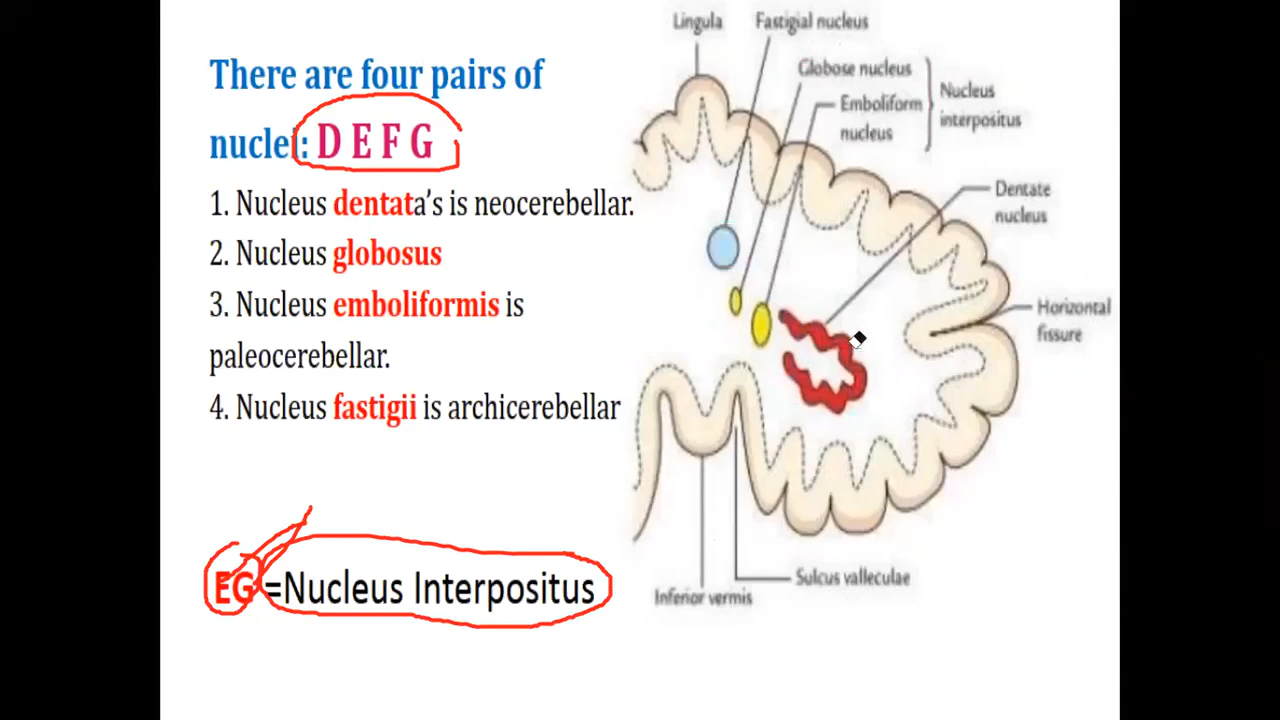 There are four pairs of
nuclei: D E F G
1. Nucleus dentata's is neocerebellar.
2. Nucleus globosus
3. Nucleus emboliformis is
paleocerebellar.
4. Nucleus fastigii is archicerebellar
EG=Nucleus Interpositus
Lingula
Fastigial nucleus
Globose nucleus
Emboliform
nucleus
Nucleus
interpositus
Dentate
nucleus
Horizontal
fissure
Sulcus valleculae
Inferior vermis